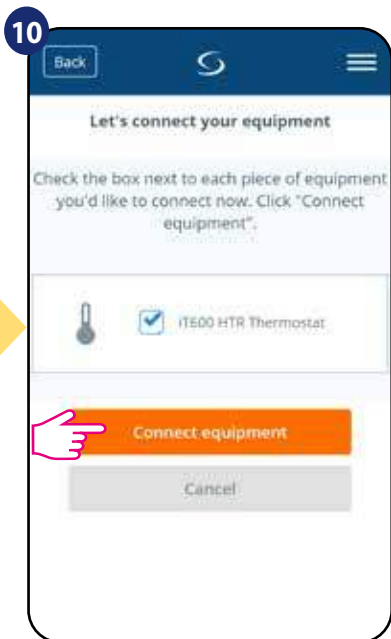 10
Back
Let's connect your equipment
Check the box next to each piece of equipment
you'd like to connect now. Click "Connect
equipment".
iT600 HTR Thermostat
Connect equipment
Cancel